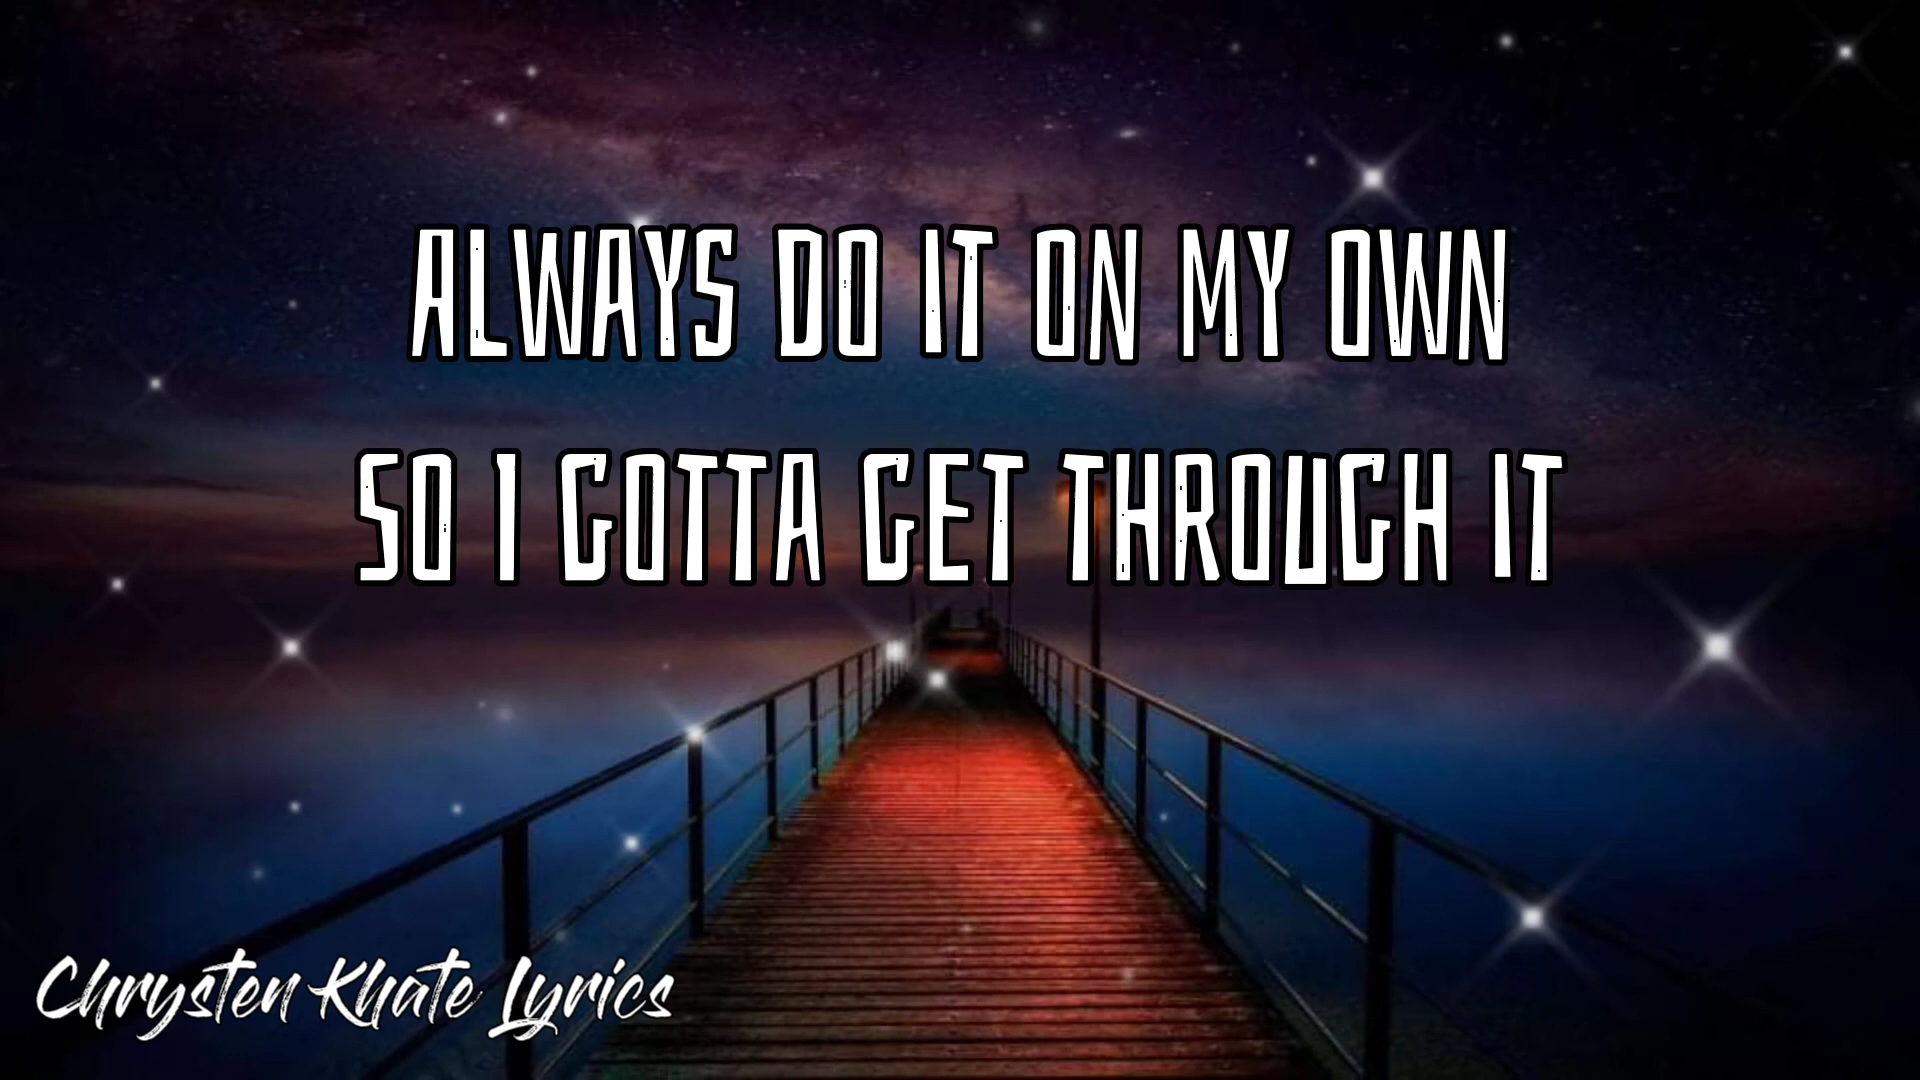 ALWAYS DO IT ON MY OWN
SO I GOTTA GET THROUGH IT
Chrysten Khate Lyrics